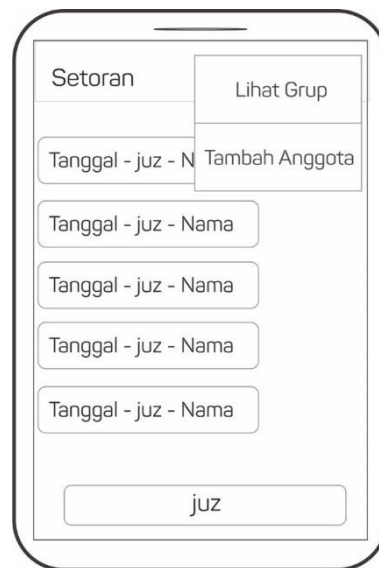 Setoran
Lihat Grup
Tambah Anggota
Tanggal - juz - N
Tanggal - juz - Nama
Tanggal - juz - Nama
Tanggal - juz - Nama
Tanggal - juz - Nama
juz